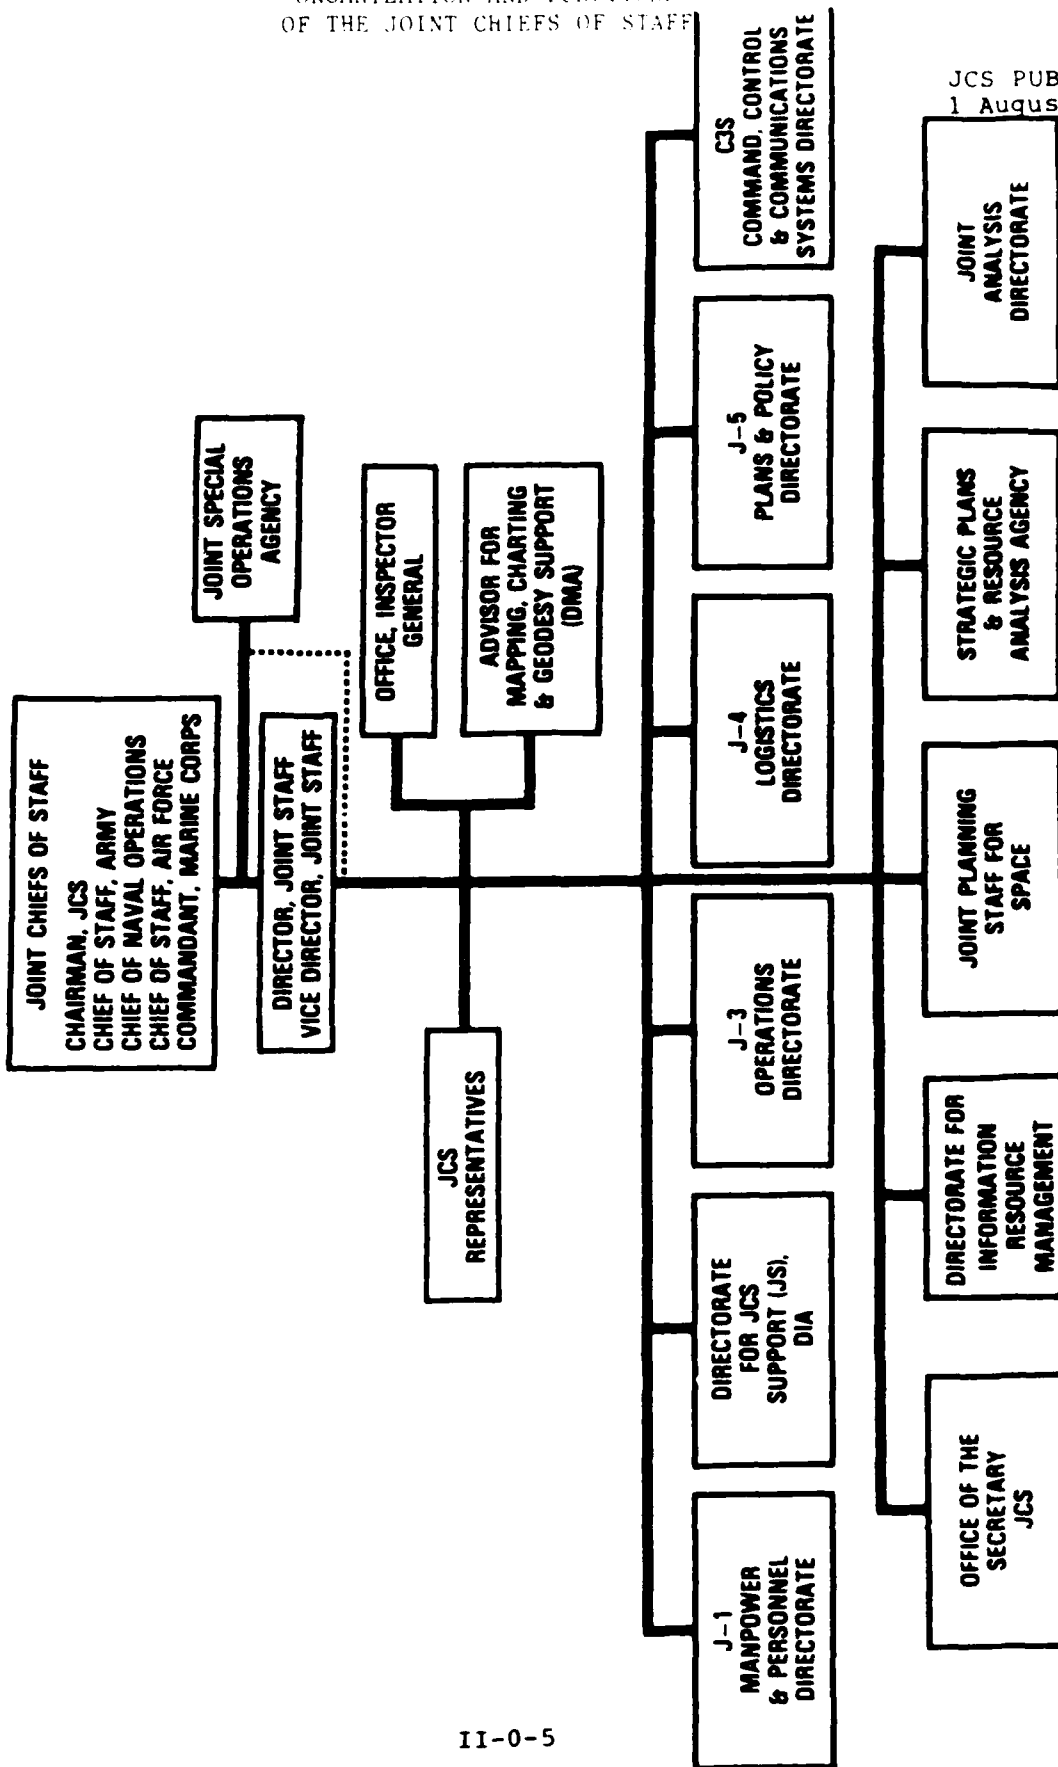 OF THE JOINT CHIEFS OF STAFF
JCS PUB
1 Augus
JOINT CHIEFS OF STAFF
CHAIRMAN, JCS
CHIEF OF STAFF, ARMY
CHIEF OF NAVAL OPERATIONS
CHIEF OF STAFF, AIR FORCE
COMMANDANT, MARINE CORPS
JOINT SPECIAL
OPERATIONS
AGENCY
DIRECTOR, JOINT STAFF
VICE DIRECTOR, JOINT STAFF
OFFICE, INSPECTOR
GENERAL
JCS
REPRESENTATIVES
ADVISOR FOR
MAPPING, CHARTING
& GEODESY SUPPORT
(DMA)
J-1
MANPOWER
& PERSONNEL
DIRECTORATE
DIRECTORATE
FOR JCS
SUPPORT (JS),
DIA
J-3
OPERATIONS
DIRECTORATE
J-4
LOGISTICS
DIRECTORATE
J-5
PLANS & POLICY
DIRECTORATE
C3S
COMMAND, CONTROL
& COMMUNICATIONS
SYSTEMS DIRECTORATE
OFFICE OF THE
SECRETARY
JCS
DIRECTORATE FOR
INFORMATION
RESOURCE
MANAGEMENT
JOINT PLANNING
STAFF FOR
SPACE
STRATEGIC PLANS
& RESOURCE
ANALYSIS AGENCY
JOINT
ANALYSIS
DIRECTORATE
II-0-5